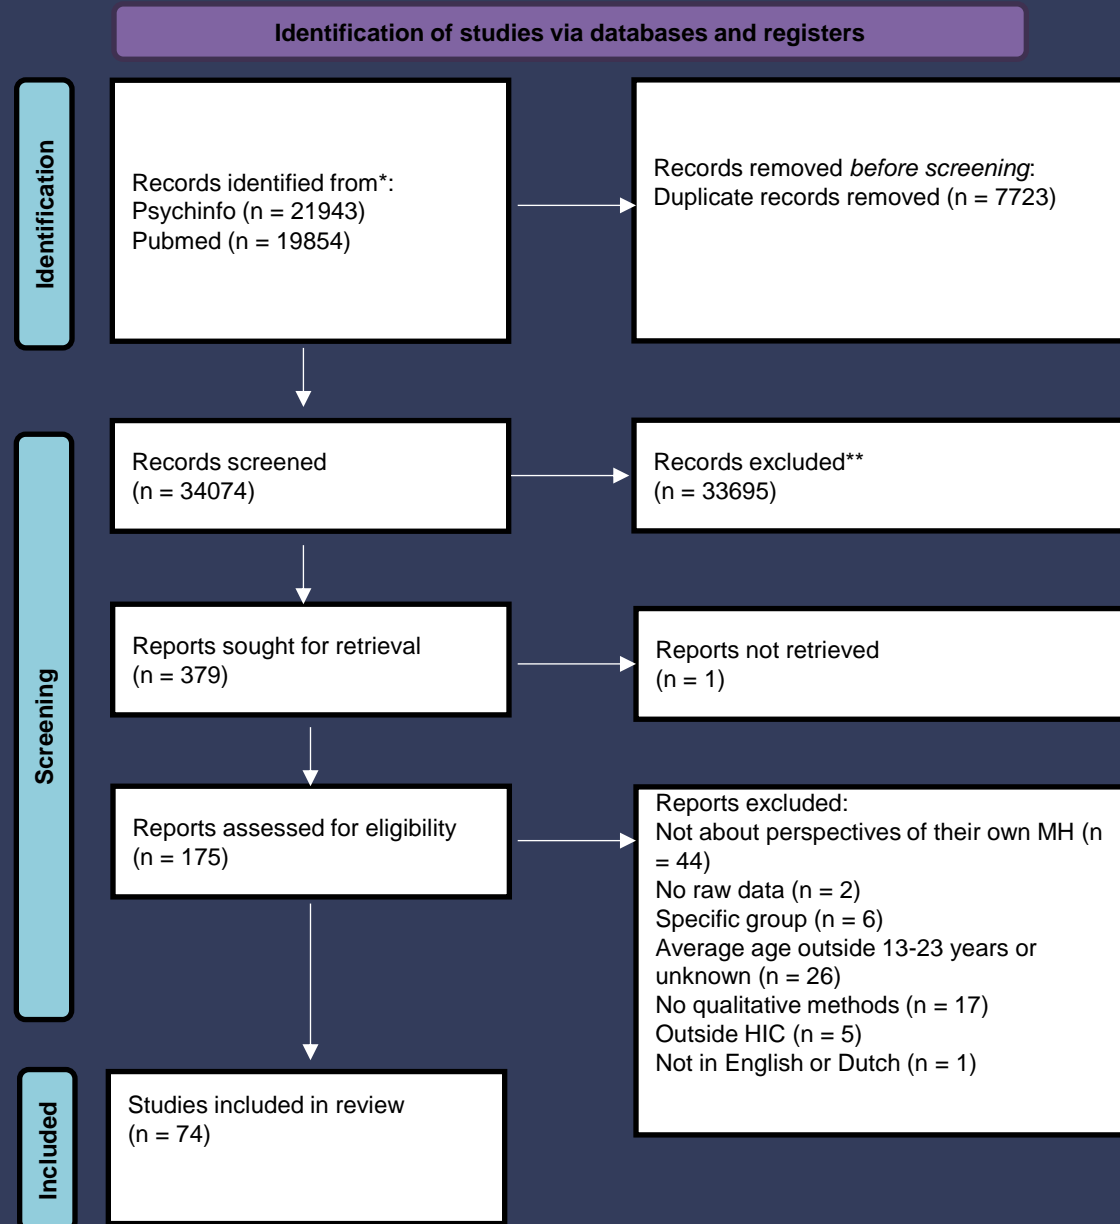 Identification of studies via databases and registers
Identification
Records identified from*:
Psychinfo (n = 21943)
Pubmed (n = 19854)
Records removed before screening:
Duplicate records removed (n = 7723)
Screening
Records screened
(n = 34074)
Records excluded**
(n = 33695)
Reports sought for retrieval
(n = 379)
Reports not retrieved
(n = 1)
Reports assessed for eligibility
(n = 175)
Reports excluded:
Not about perspectives of their own MH (n
= 44)
No raw data (n = 2)
Specific group (n = 6)
Average age outside 13-23 years or
unknown (n = 26)
No qualitative methods (n = 17)
Outside HIC (n = 5)
Not in English or Dutch (n = 1)
Included
Studies included in review
(n = 74)